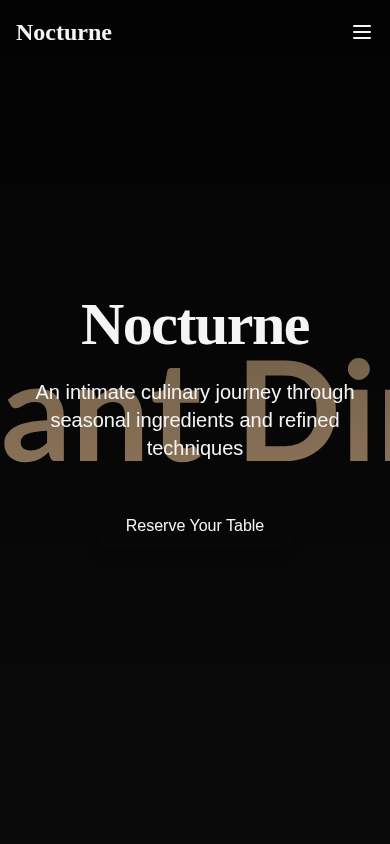 Nocturne
Nocturne
ant Di
An intimate culinary journey through
seasonal ingredients and refined
techniques
Reserve Your Table